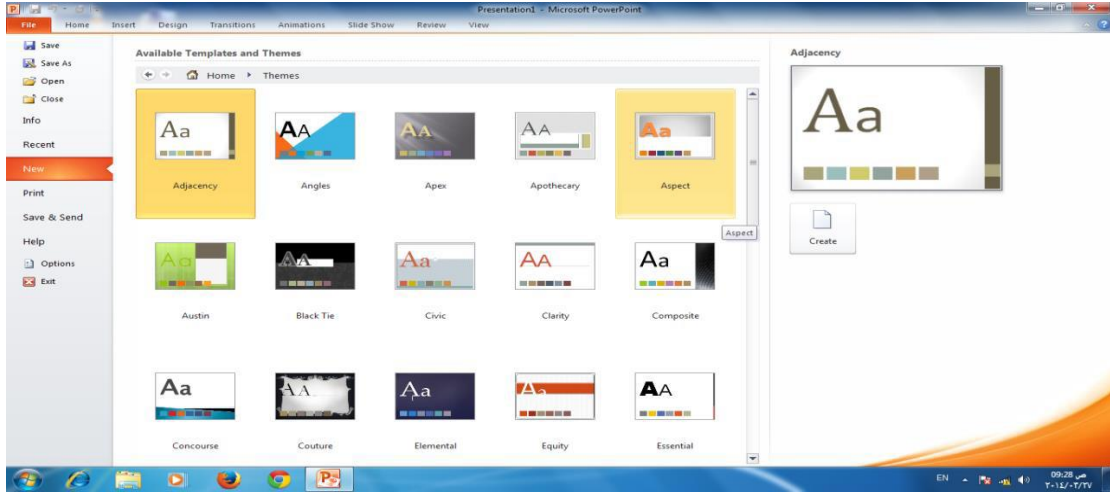 Presentation1 - Microsoft PowerPoint
File Home Insert Design Transitions Animations Slide Show Review View
Save
Save As
Open
Close
Info
Recent
New
Print
Save & Send
Help
Options
Exit
Available Templates and Themes
Home Themes
Aa AA AA AA Aa
Adjacency Angles Apex Apothecary Aspect
Aspect
Aa AA Aa AA Aa
Austin Black Tie Civic Clarity Composite
Aa AA Aa Aa AA
Concourse Couture Elemental Equity Essential
Adjacency
Aa
Create
EN
09:28 ص